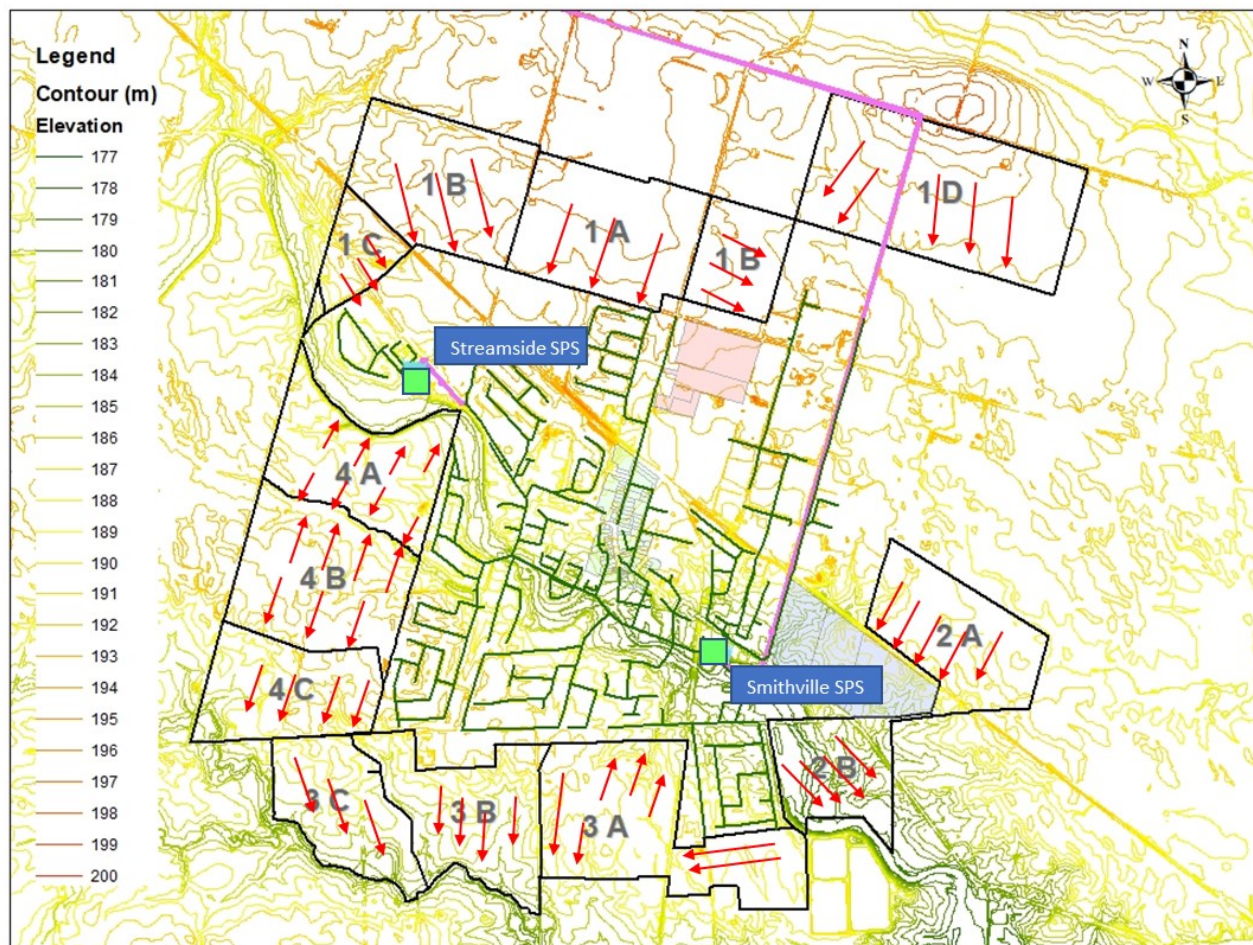 Legend
Contour (m)
Elevation
177
178
179
180
181
182
183
184
185
186
187
188
189
190
191
192
193
194
195
196
197
198
199
200
N
W
E
S
1 B
1 A
1 B
1 D
1 C
Streamside SPS
4 A
4 B
4 C
2 A
Smithville SPS
2 B
3 C
3 B
3 A